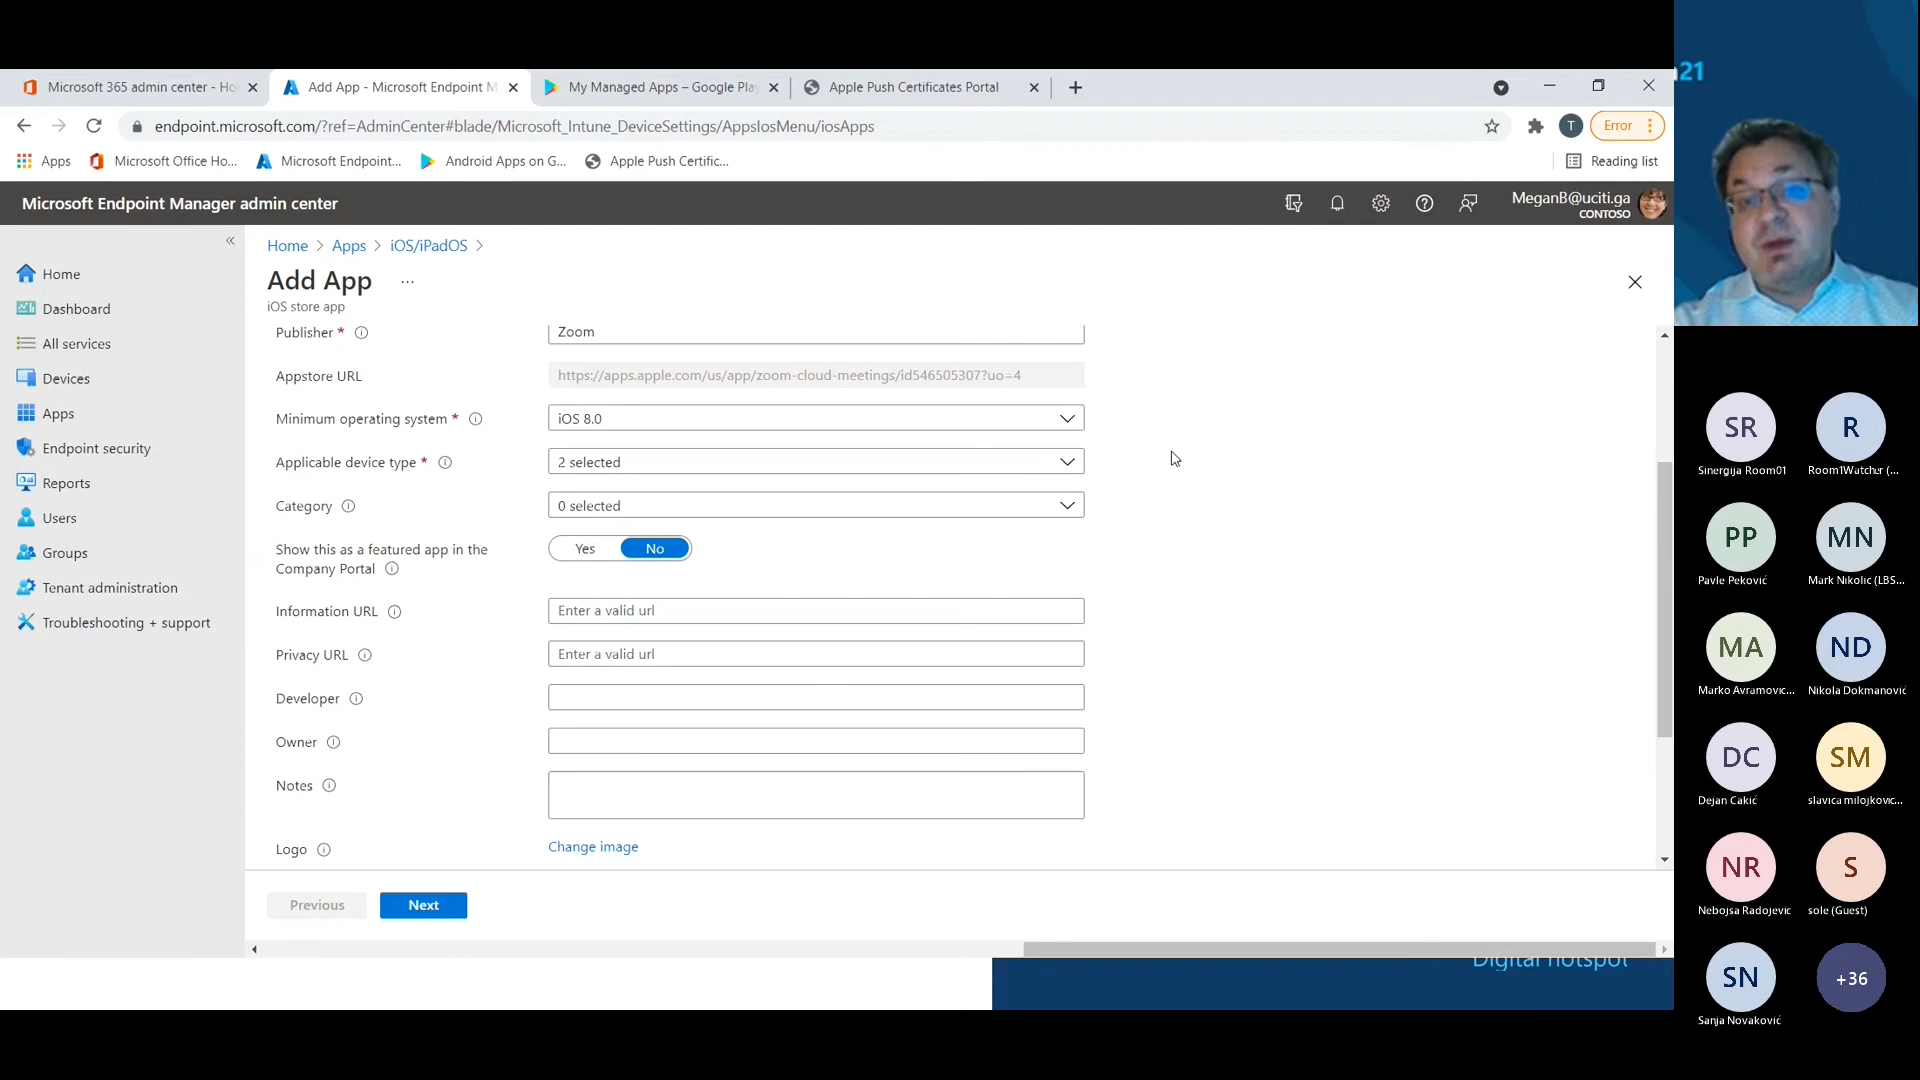 21
Microsoft 365 admin center - Ho
Add App - Microsoft Endpoint M
My Managed Apps – Google Pla
Apple Push Certificates Portal
endpoint.microsoft.com/?ref=AdminCenter#blade/Microsoft_Intune_DeviceSettings/AppsIosMenu/iosApps
T
Error
Apps
Microsoft Office Ho...
Microsoft Endpoint...
Android Apps on G...
Apple Push Certific...
Reading list
Microsoft Endpoint Manager admin center
MeganB@uciti.ga
CONTOSO
Home
Dashboard
All services
Devices
Apps
Endpoint security
Reports
Users
Groups
Tenant administration
Troubleshooting + support
Home > Apps > iOS/iPadOS >
Add App ...
iOS store app
Publisher * Zoom
Appstore URL https://apps.apple.com/us/app/zoom-cloud-meetings/id546505307?uo=4
Minimum operating system * iOS 8.0
Applicable device type * 2 selected
Category 0 selected
Show this as a featured app in the
Company Portal
Yes No
Information URL Enter a valid url
Privacy URL Enter a valid url
Developer
Owner
Notes
Logo Change image
Previous Next
Digital hotspot
SR
Sinergija Room01
R
Room1Watcher (...
PP
Pavle Peković
MN
Mark Nikolic (LBS...
MA
Marko Avramovic...
ND
Nikola Dokmanović
DC
Dejan Cakić
SM
slavica milojkovic...
NR
Nebojsa Radojevic
S
sole (Guest)
SN
Sanja Novaković
+36